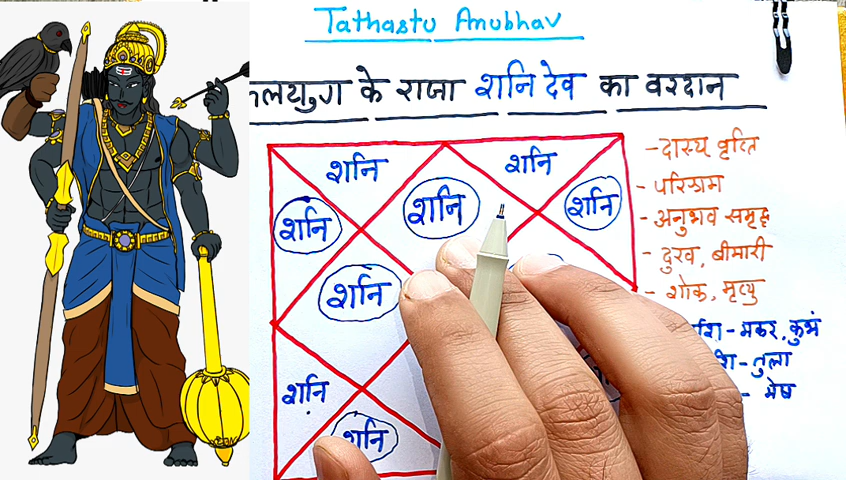 Tathastu Anubhav
कलयुग के राजा शनि देव का वरदान
शनि शनि
शनि शनि शनि
शनि
शनि
शनि
- दास्य वृत्ति
- परिश्रम
- अनुभव समृद्ध
- दुख, बीमारी
- शोक, मृत्यु
- मकर, कुंभ
- तुला
- मेष